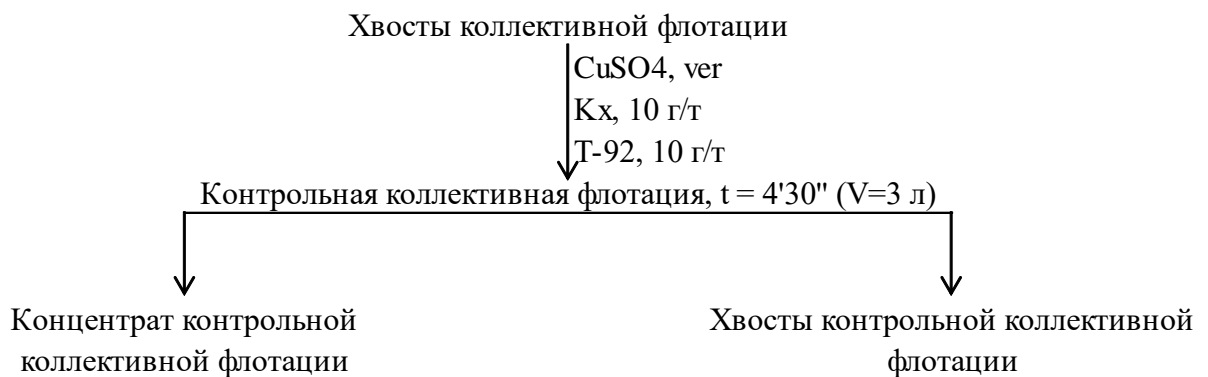 Хвосты коллективной флотации
CuSO4, ver
Kx, 10 г/т
Т-92, 10 г/т
Контрольная коллективная флотация, t = 4'30" (V=3 л)
Концентрат контрольной
коллективной флотации
Хвосты контрольной коллективной
флотации